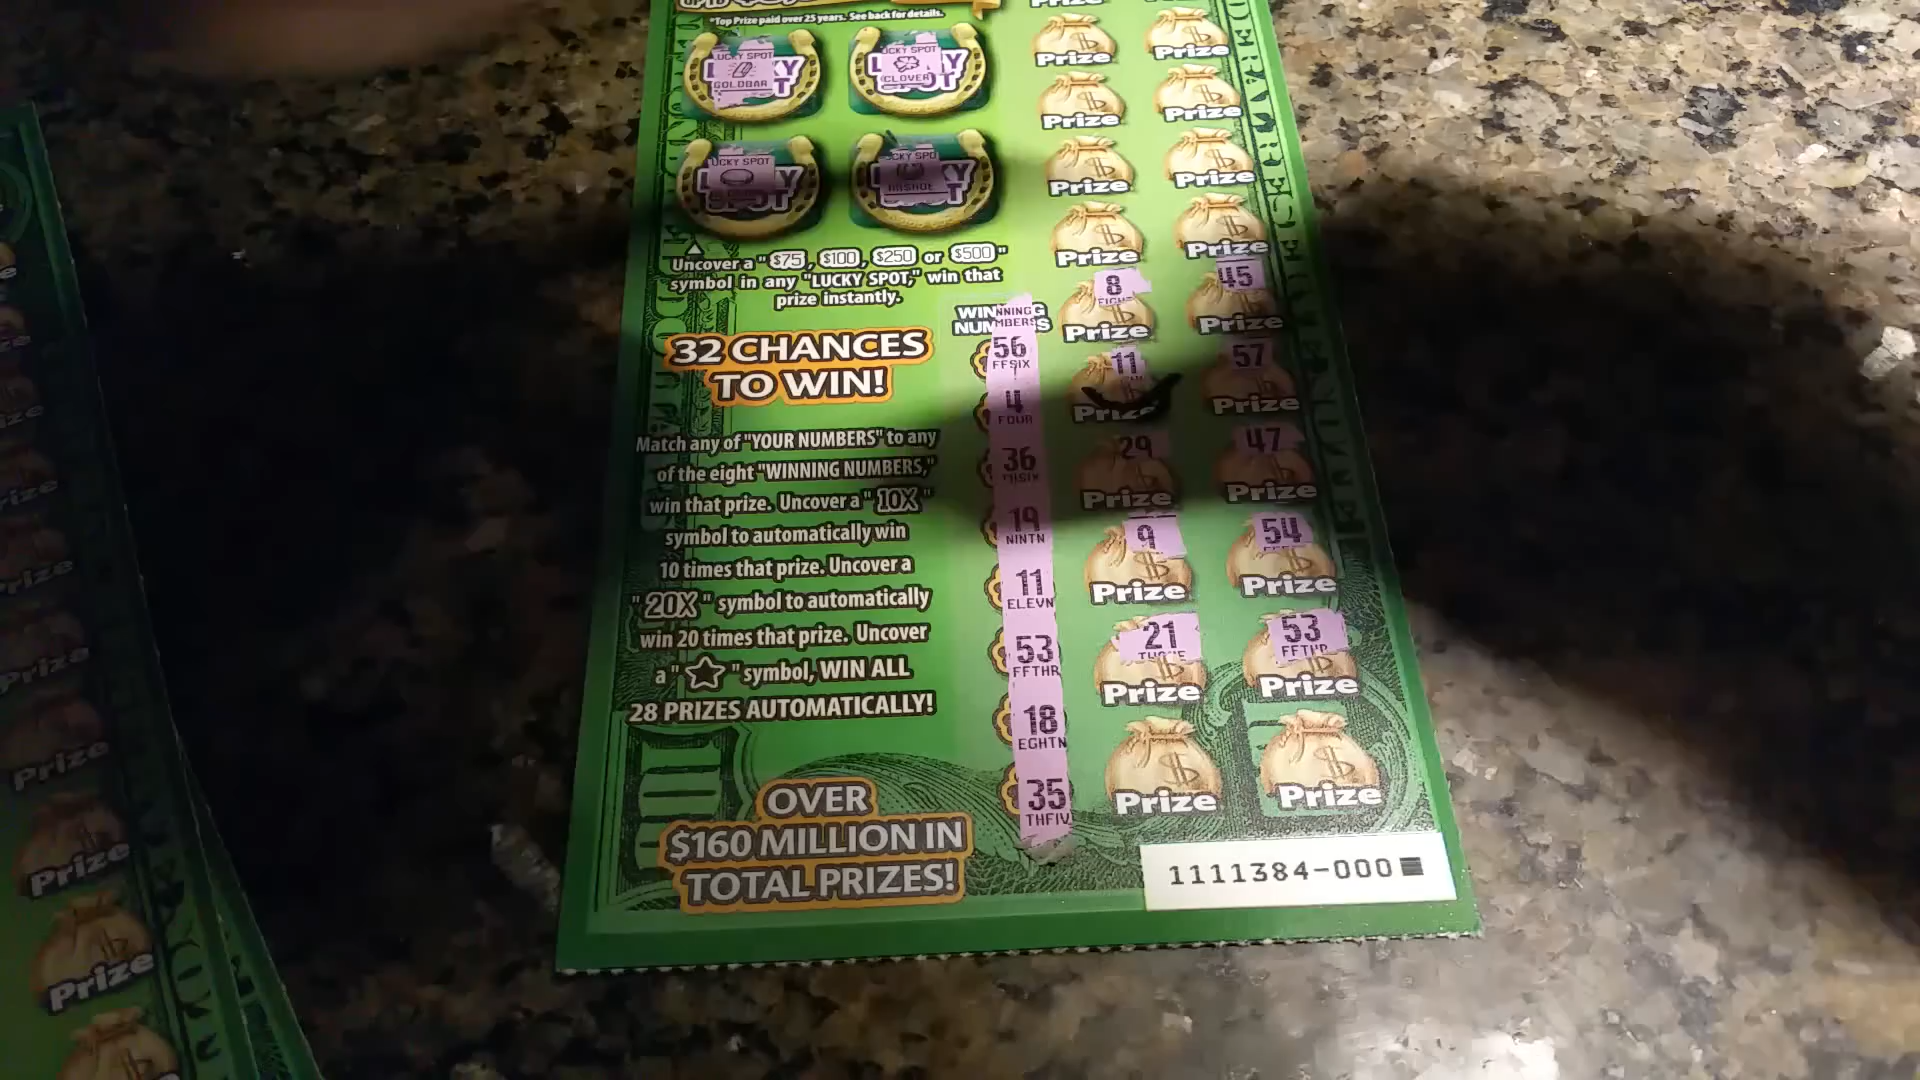 *Top Prize paid over 25 years. See back for details.
LUCKY SPOT
GOLDBAR
LUCKY SPOT
CLOVER
LUCKY SPOT
LUCKY SPOT
Uncover a "$75, $100, $250 or $500"
symbol in any "LUCKY SPOT," win that
prize instantly.
32 CHANCES
TO WIN!
Match any of "YOUR NUMBERS" to any
of the eight "WINNING NUMBERS,"
win that prize. Uncover a "10X"
symbol to automatically win
10 times that prize. Uncover a
"20X" symbol to automatically
win 20 times that prize. Uncover
a "☆" symbol, WIN ALL
28 PRIZES AUTOMATICALLY!
OVER
$160 MILLION IN
TOTAL PRIZES!
WINNING
NUMBERS
56
FFSIX
4
FOUR
36
19
NINTN
11
ELEVN
53
FFTHR
18
EGHTN
35
THFIV
Prize
Prize Prize
Prize Prize
Prize Prize
Prize Prize
8 45
Prize Prize
11 57
Prize Prize
29 47
Prize Prize
9 54
Prize Prize
21 53
Prize Prize
Prize Prize
1111384-000
Prize
Prize
Prize
Prize
Prize